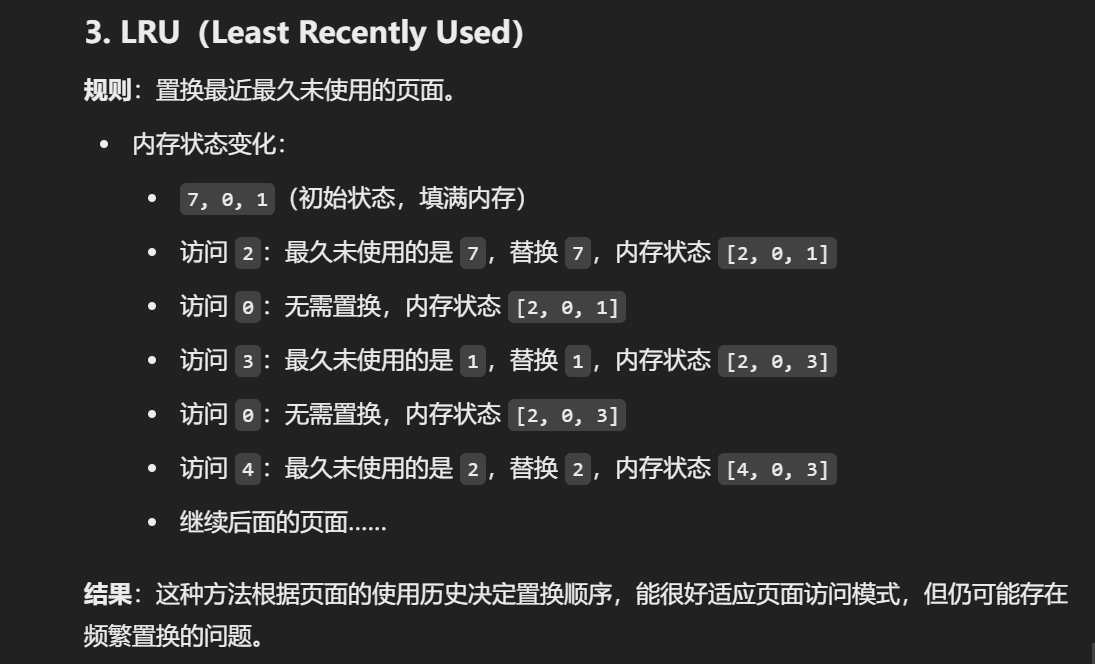 3. LRU（Least Recently Used）
规则：置换最近最久未使用的页面。
• 内存状态变化：
• 7, 0, 1（初始状态，填满内存）
• 访问 2：最久未使用的是 7，替换 7，内存状态 [2, 0, 1]
• 访问 0：无需置换，内存状态 [2, 0, 1]
• 访问 3：最久未使用的是 1，替换 1，内存状态 [2, 0, 3]
• 访问 0：无需置换，内存状态 [2, 0, 3]
• 访问 4：最久未使用的是 2，替换 2，内存状态 [4, 0, 3]
• 继续后面的页面……
结果：这种方法根据页面的使用历史决定置换顺序，能很好适应页面访问模式，但仍可能存在
频繁置换的问题。